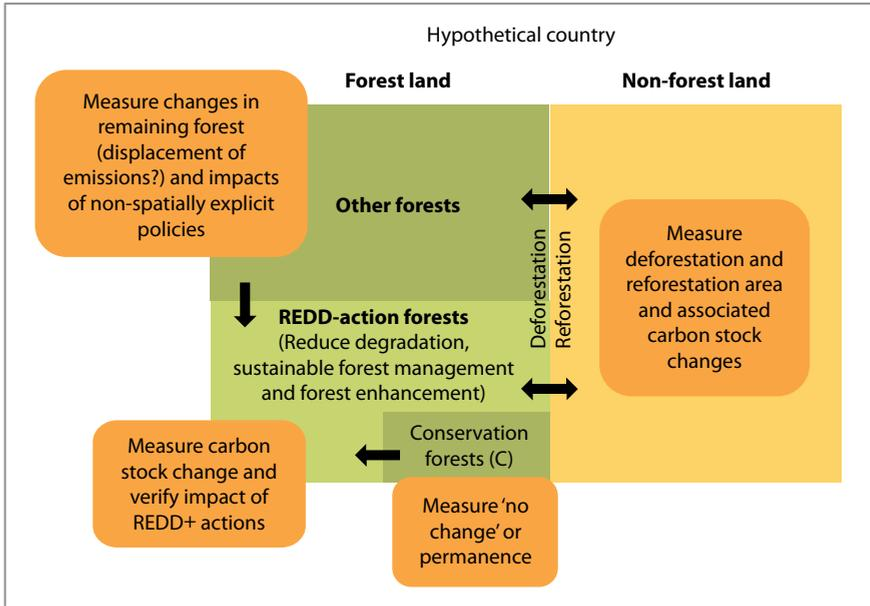 Hypothetical country
Forest land
Non-forest land
Measure changes in
remaining forest
(displacement of
emissions?) and impacts
of non-spatially explicit
policies
Other forests
Deforestation
Reforestation
Measure
deforestation and
reforestation area
and associated
carbon stock
changes
REDD-action forests
(Reduce degradation,
sustainable forest management
and forest enhancement)
Conservation
forests (C)
Measure carbon
stock change and
verify impact of
REDD+ actions
Measure ‘no
change’ or
permanence